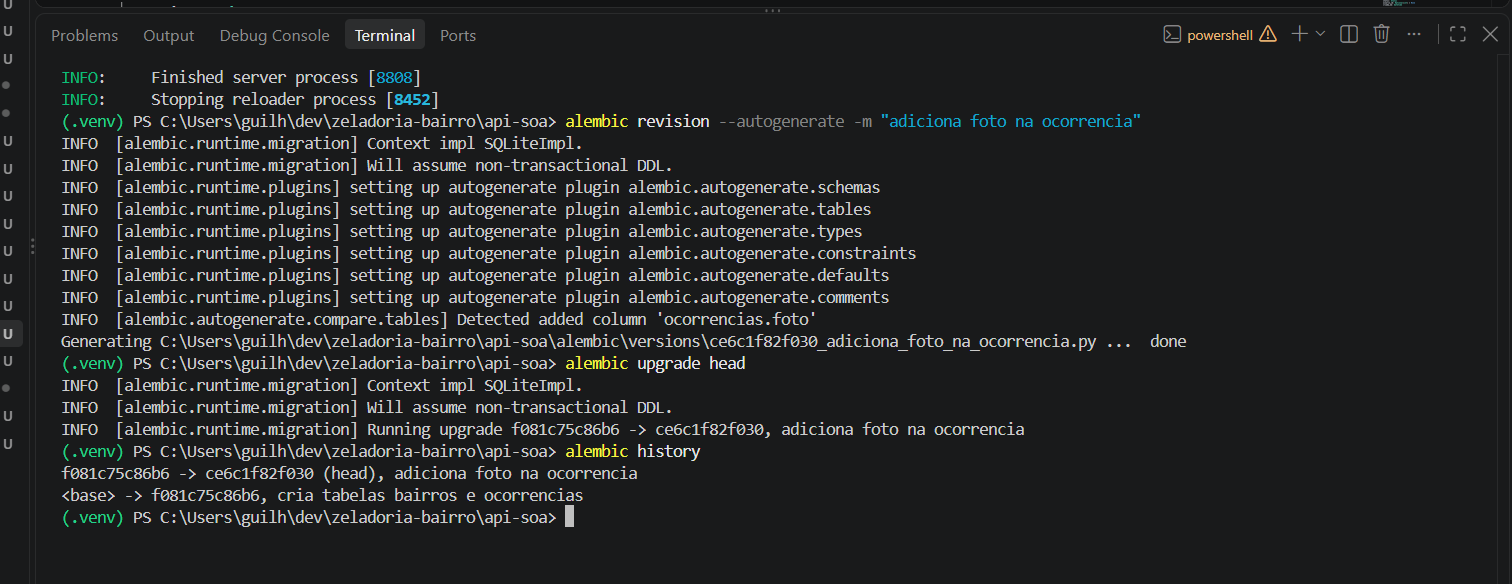 Problems Output Debug Console Terminal Ports powershell
INFO: Finished server process [8808]
INFO: Stopping reloader process [8452]
(.venv) PS C:\Users\guilh\dev\zeladoria-bairro\api-soa> alembic revision --autogenerate -m "adiciona foto na ocorrencia"
INFO [alembic.runtime.migration] Context impl SQLiteImpl.
INFO [alembic.runtime.migration] Will assume non-transactional DDL.
INFO [alembic.runtime.plugins] setting up autogenerate plugin alembic.autogenerate.schemas
INFO [alembic.runtime.plugins] setting up autogenerate plugin alembic.autogenerate.tables
INFO [alembic.runtime.plugins] setting up autogenerate plugin alembic.autogenerate.types
INFO [alembic.runtime.plugins] setting up autogenerate plugin alembic.autogenerate.constraints
INFO [alembic.runtime.plugins] setting up autogenerate plugin alembic.autogenerate.defaults
INFO [alembic.runtime.plugins] setting up autogenerate plugin alembic.autogenerate.comments
INFO [alembic.autogenerate.compare.tables] Detected added column 'ocorrencias.foto'
Generating C:\Users\guilh\dev\zeladoria-bairro\api-soa\alembic\versions\ce6c1f82f030_adiciona_foto_na_ocorrencia.py ... done
(.venv) PS C:\Users\guilh\dev\zeladoria-bairro\api-soa> alembic upgrade head
INFO [alembic.runtime.migration] Context impl SQLiteImpl.
INFO [alembic.runtime.migration] Will assume non-transactional DDL.
INFO [alembic.runtime.migration] Running upgrade f081c75c86b6 -> ce6c1f82f030, adiciona foto na ocorrencia
(.venv) PS C:\Users\guilh\dev\zeladoria-bairro\api-soa> alembic history
f081c75c86b6 -> ce6c1f82f030 (head), adiciona foto na ocorrencia
<base> -> f081c75c86b6, cria tabelas bairros e ocorrencias
(.venv) PS C:\Users\guilh\dev\zeladoria-bairro\api-soa>
U
U
U
U
U
U
U
U
U
U
U
U
U
U